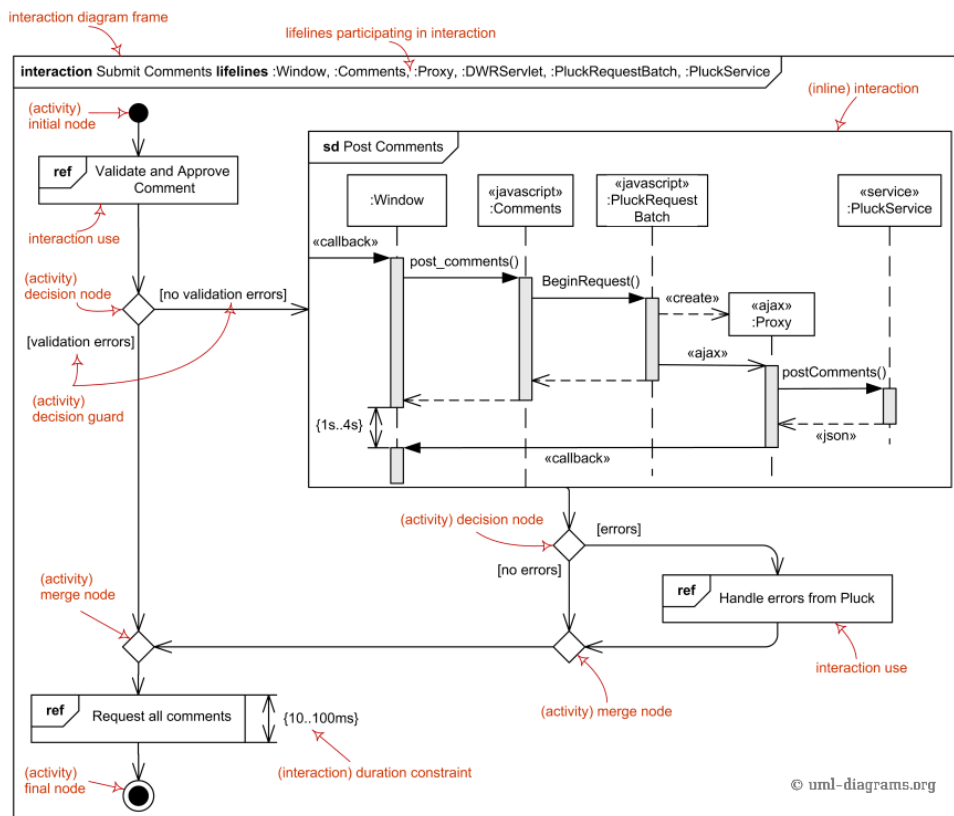 interaction diagram frame
lifelines participating in interaction
interaction Submit Comments lifelines :Window, :Comments, :Proxy, :DWRServlet, :PluckRequestBatch, :PluckService
(activity)
initial node
(inline) interaction
sd Post Comments
ref Validate and Approve
Comment
:Window
«javascript»
:Comments
«javascript»
:PluckRequest
Batch
«service»
:PluckService
interaction use
«callback»
post_comments()
(activity)
decision node
[no validation errors]
BeginRequest()
«create»
«ajax»
:Proxy
[validation errors]
«ajax»
postComments()
(activity)
decision guard
{1s..4s}
«json»
«callback»
(activity) decision node
[errors]
[no errors]
(activity)
merge node
ref Handle errors from Pluck
interaction use
ref Request all comments
{10..100ms}
(activity) merge node
(interaction) duration constraint
(activity)
final node
© uml-diagrams.org